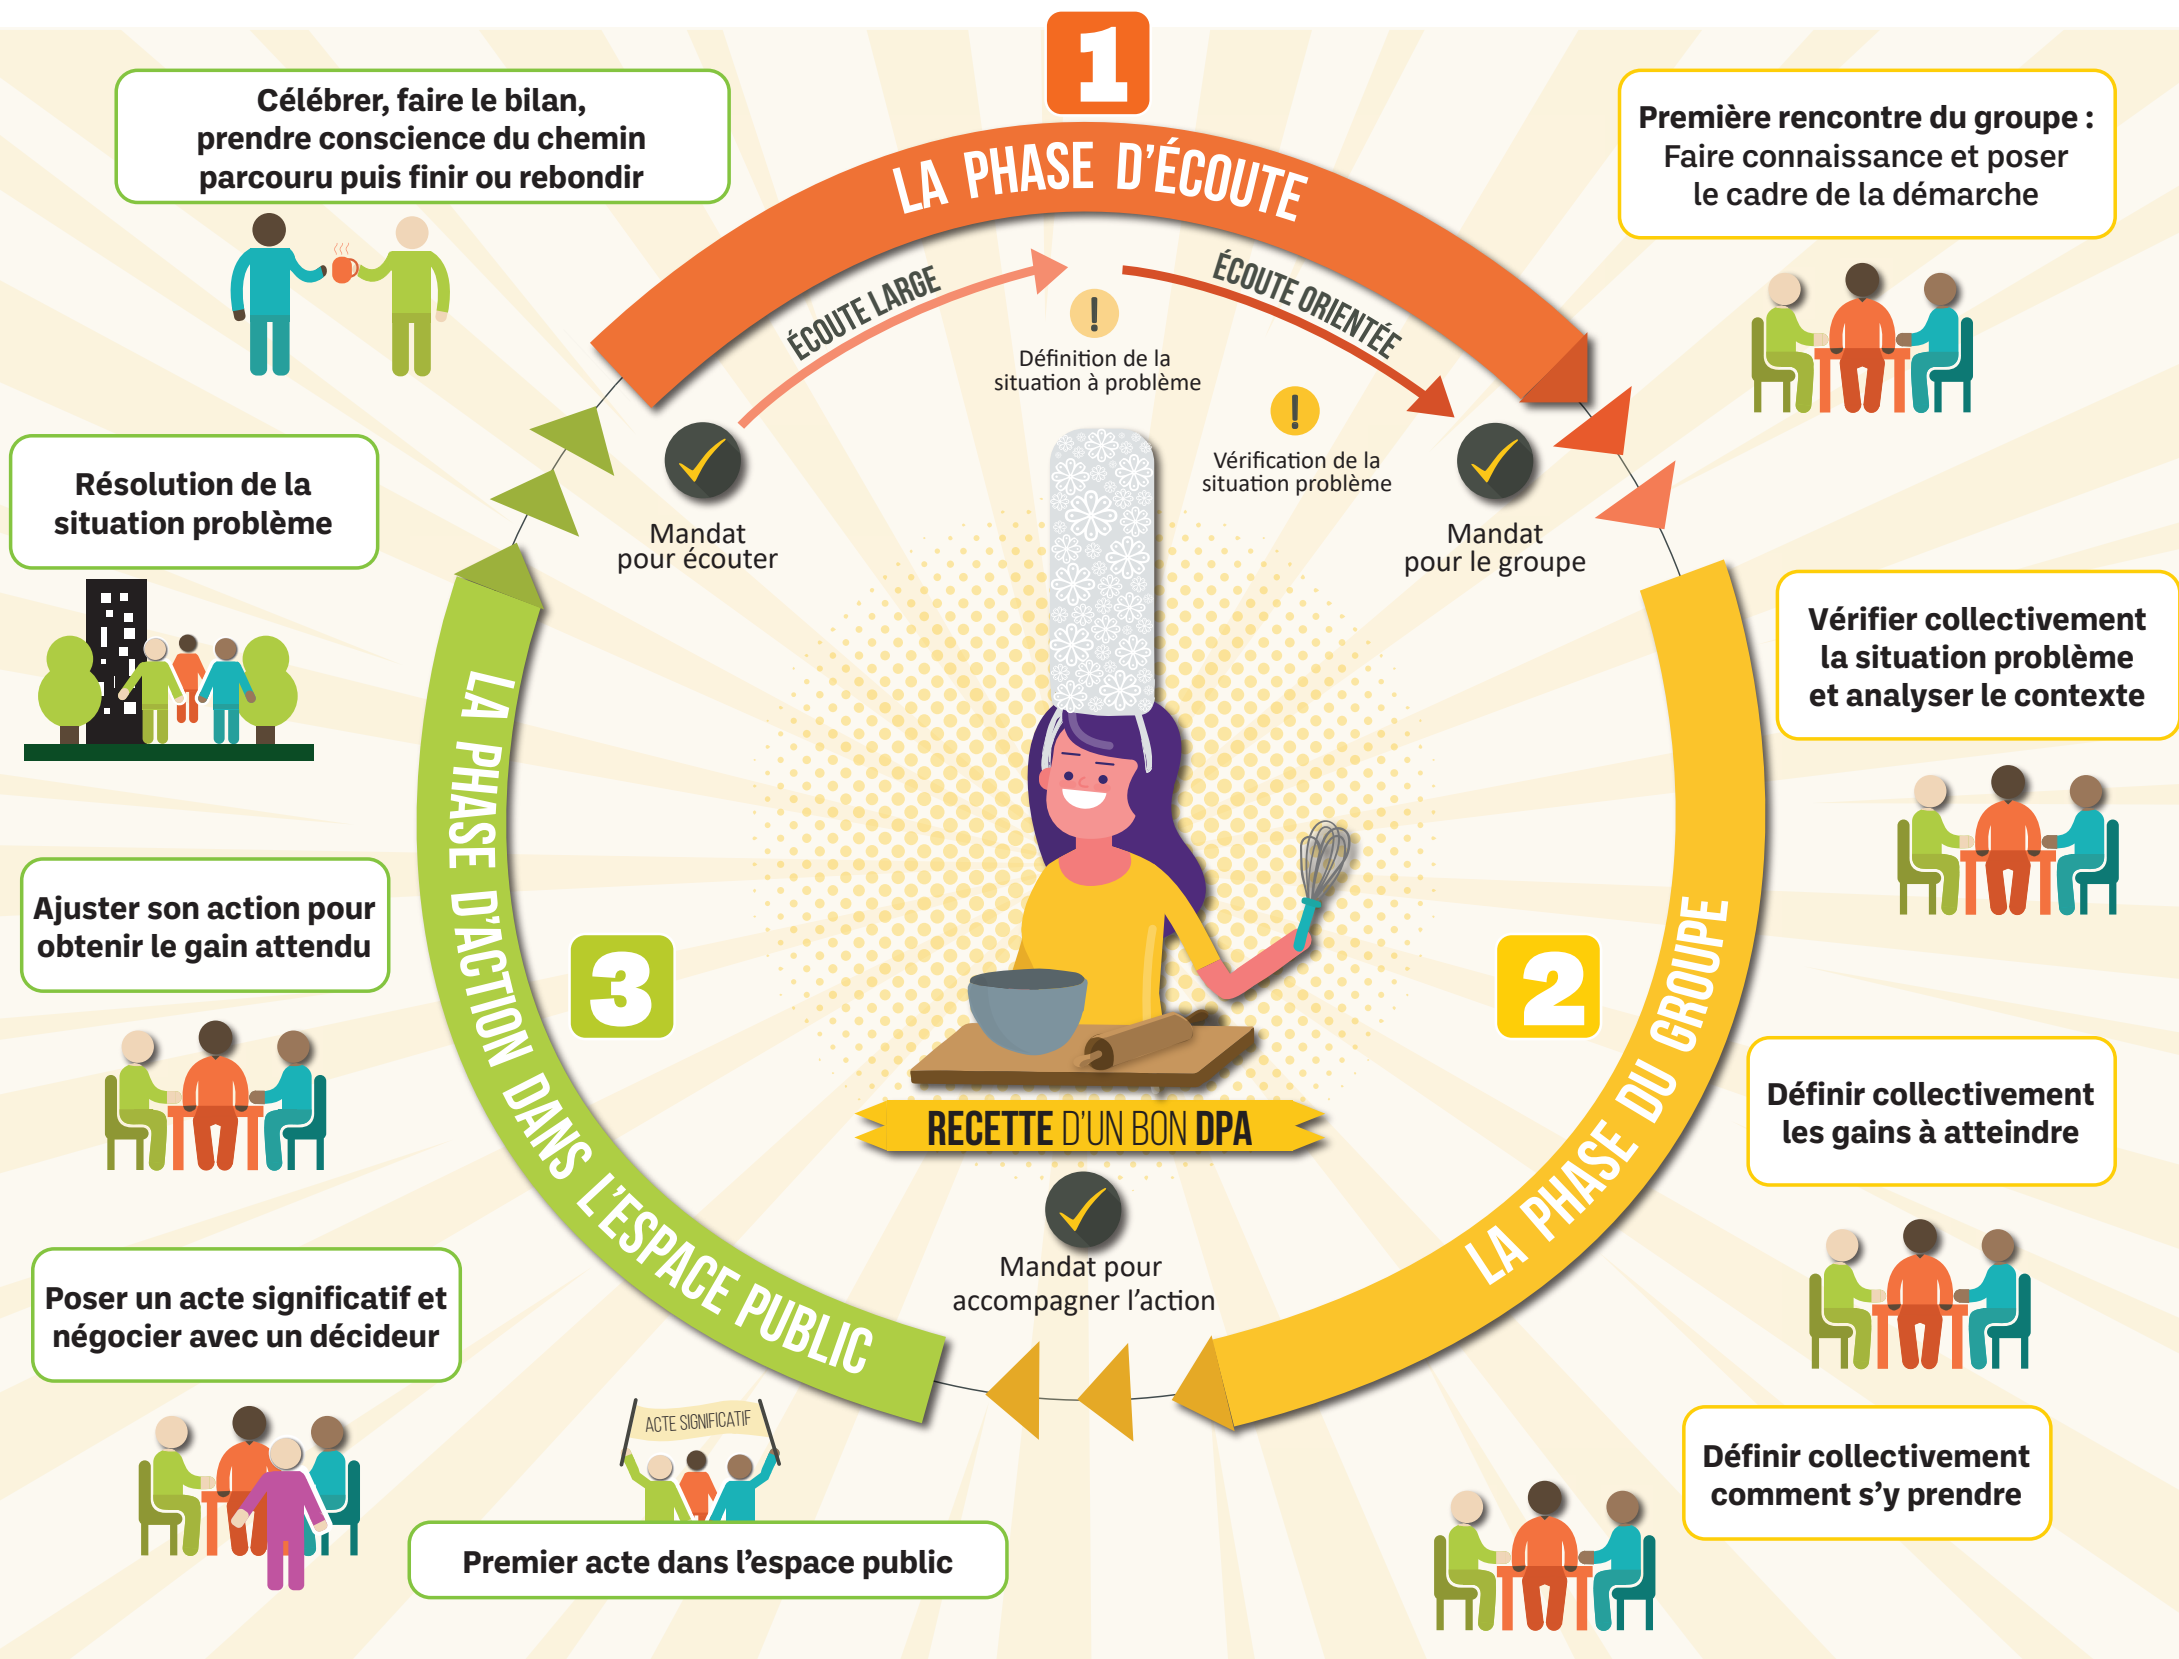 1
LA PHASE D'ÉCOUTE
ÉCOUTE LARGE
ÉCOUTE ORIENTÉE
!
Définition de la
situation à problème
!
Vérification de la
situation problème
Mandat
pour écouter
Mandat
pour le groupe
Première rencontre du groupe :
Faire connaissance et poser
le cadre de la démarche
Vérifier collectivement
la situation problème
et analyser le contexte
2
LA PHASE DU GROUPE
Définir collectivement
les gains à atteindre
Définir collectivement
comment s’y prendre
RECETTE D'UN BON DPA
Mandat pour
accompagner l’action
3
LA PHASE D'ACTION DANS L'ESPACE PUBLIC
ACTE SIGNIFICATIF
Premier acte dans l’espace public
Poser un acte significatif et
négocier avec un décideur
Ajuster son action pour
obtenir le gain attendu
Résolution de la
situation problème
Célébrer, faire le bilan,
prendre conscience du chemin
parcouru puis finir ou rebondir